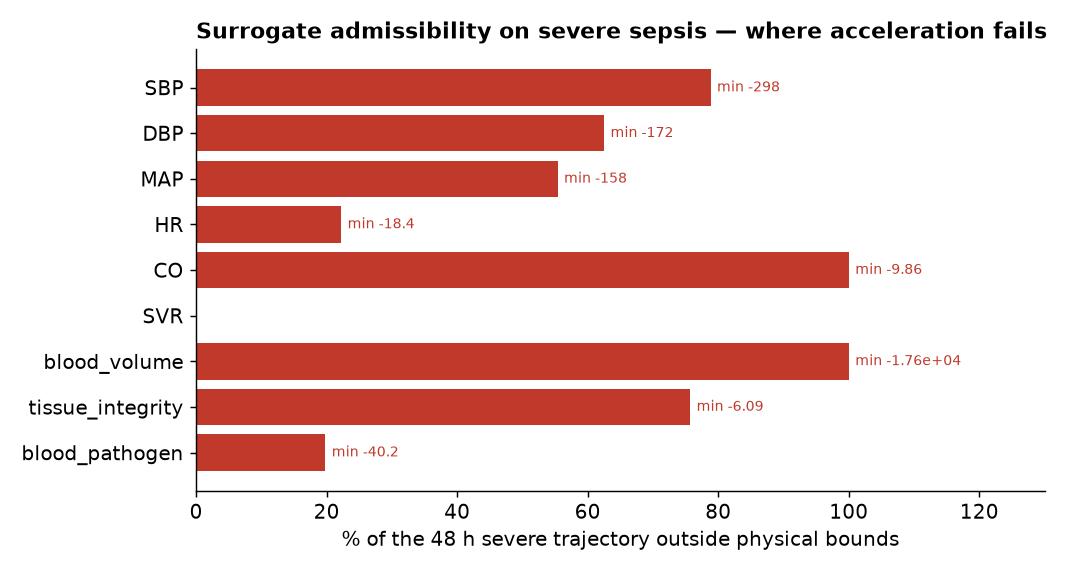 Surrogate admissibility on severe sepsis — where acceleration fails
SBP
min -298
DBP
min -172
MAP
min -158
HR
min -18.4
CO
min -9.86
SVR
blood_volume
min -1.76e+04
tissue_integrity
min -6.09
blood_pathogen
min -40.2
0 20 40 60 80 100 120
% of the 48 h severe trajectory outside physical bounds